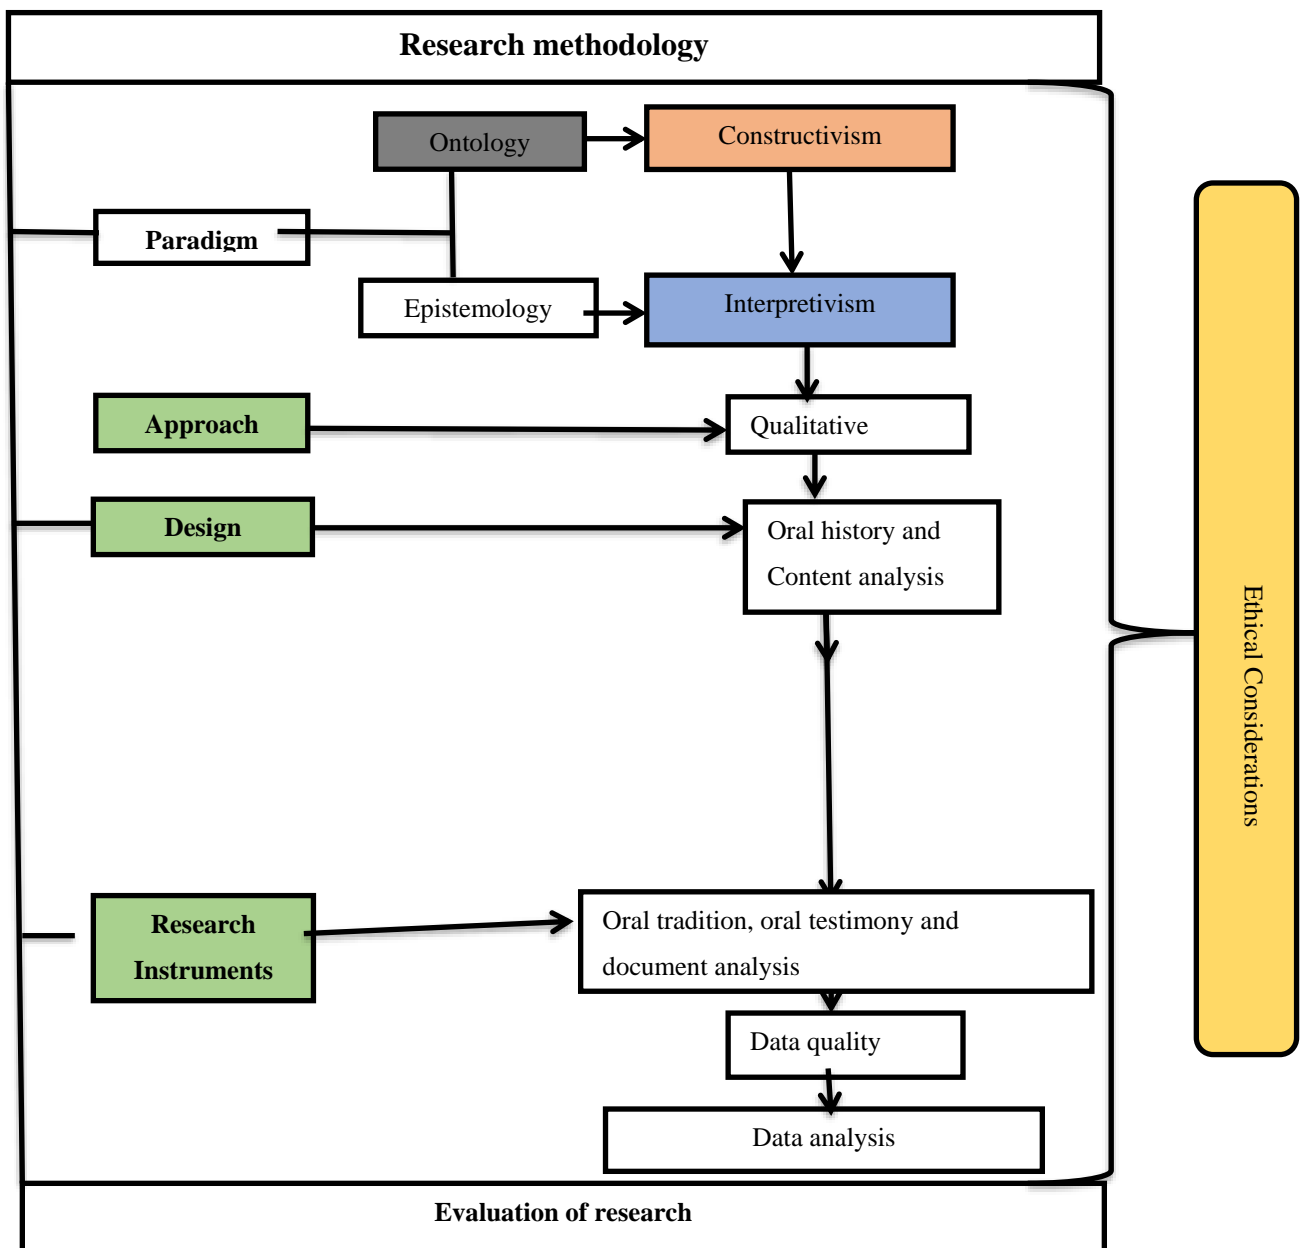 Research methodology
Ontology
Constructivism
Paradigm
Epistemology
Interpretivism
Approach
Qualitative
Design
Oral history and
Content analysis
Ethical Considerations
Research
Instruments
Oral tradition, oral testimony and
document analysis
Data quality
Data analysis
Evaluation of research